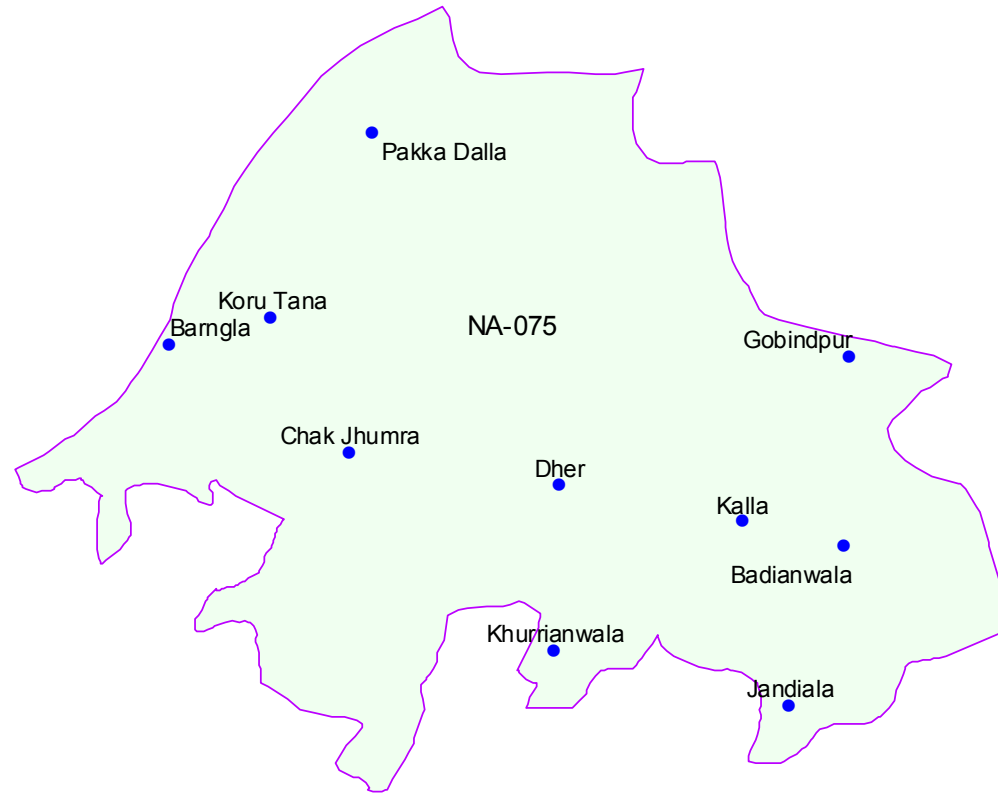 Pakka Dalla
Koru Tana
Barngla
NA-075
Gobindpur
Chak Jhumra
Dher
Kalla
Badianwala
Khurrianwala
Jandiala